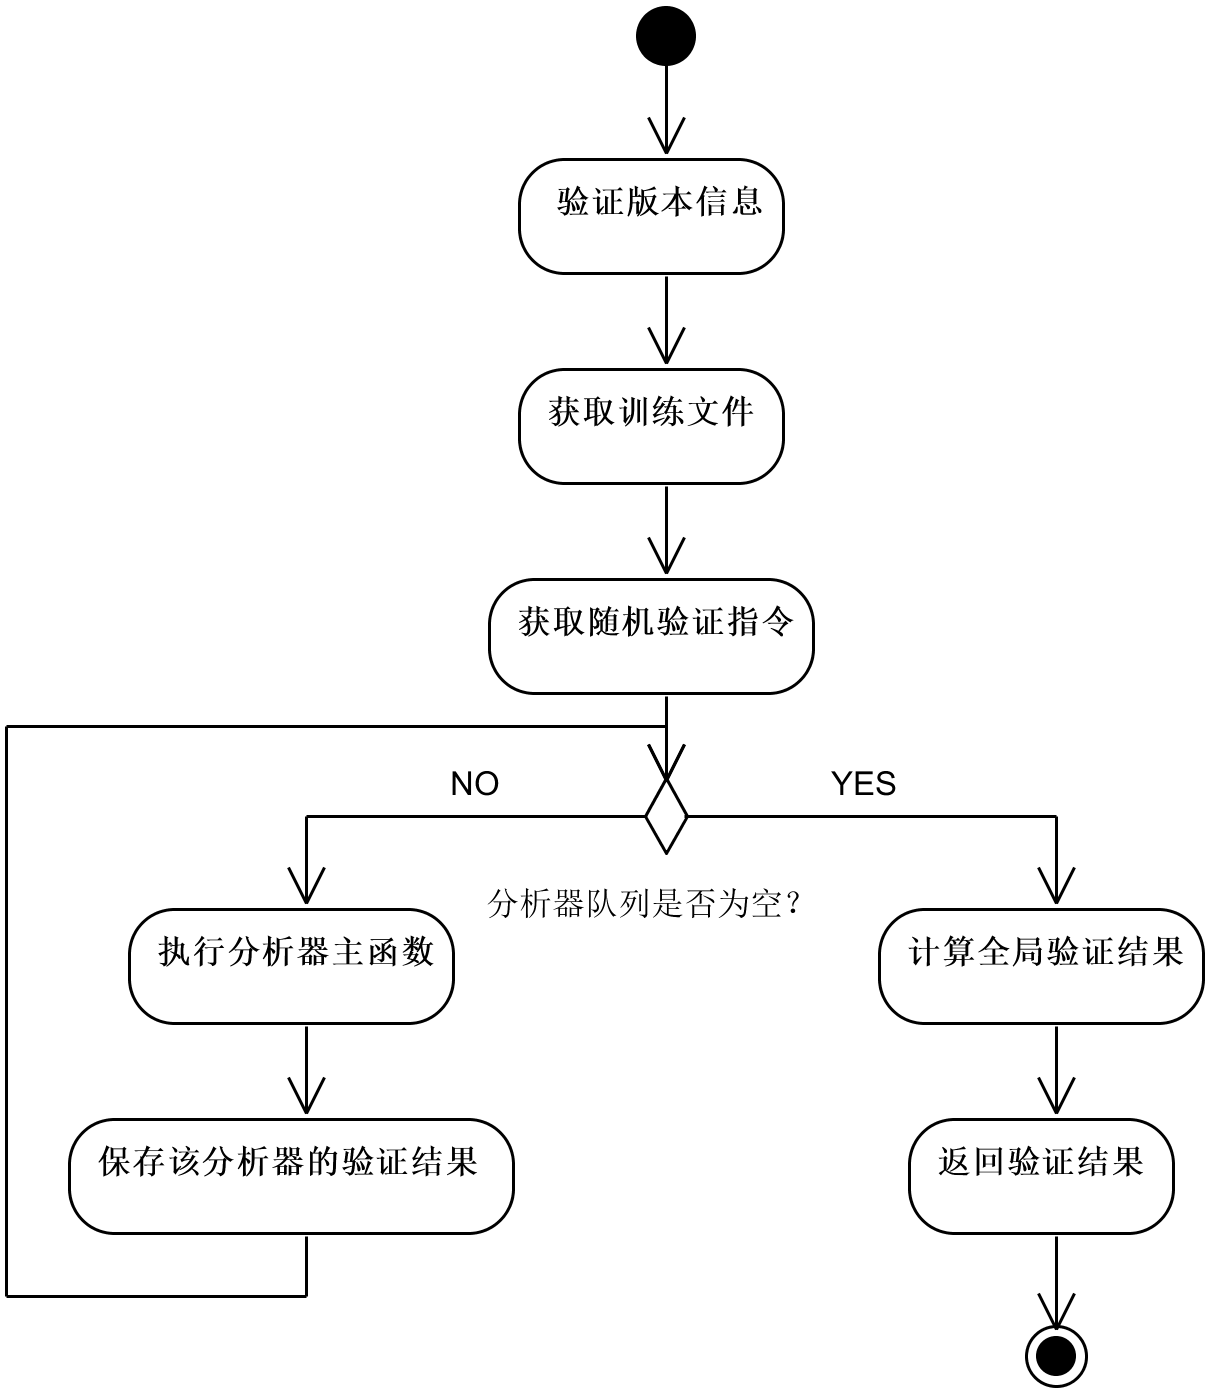 验证版本信息
获取训练文件
获取随机验证指令
NO
YES
分析器队列是否为空？
执行分析器主函数
计算全局验证结果
保存该分析器的验证结果
返回验证结果